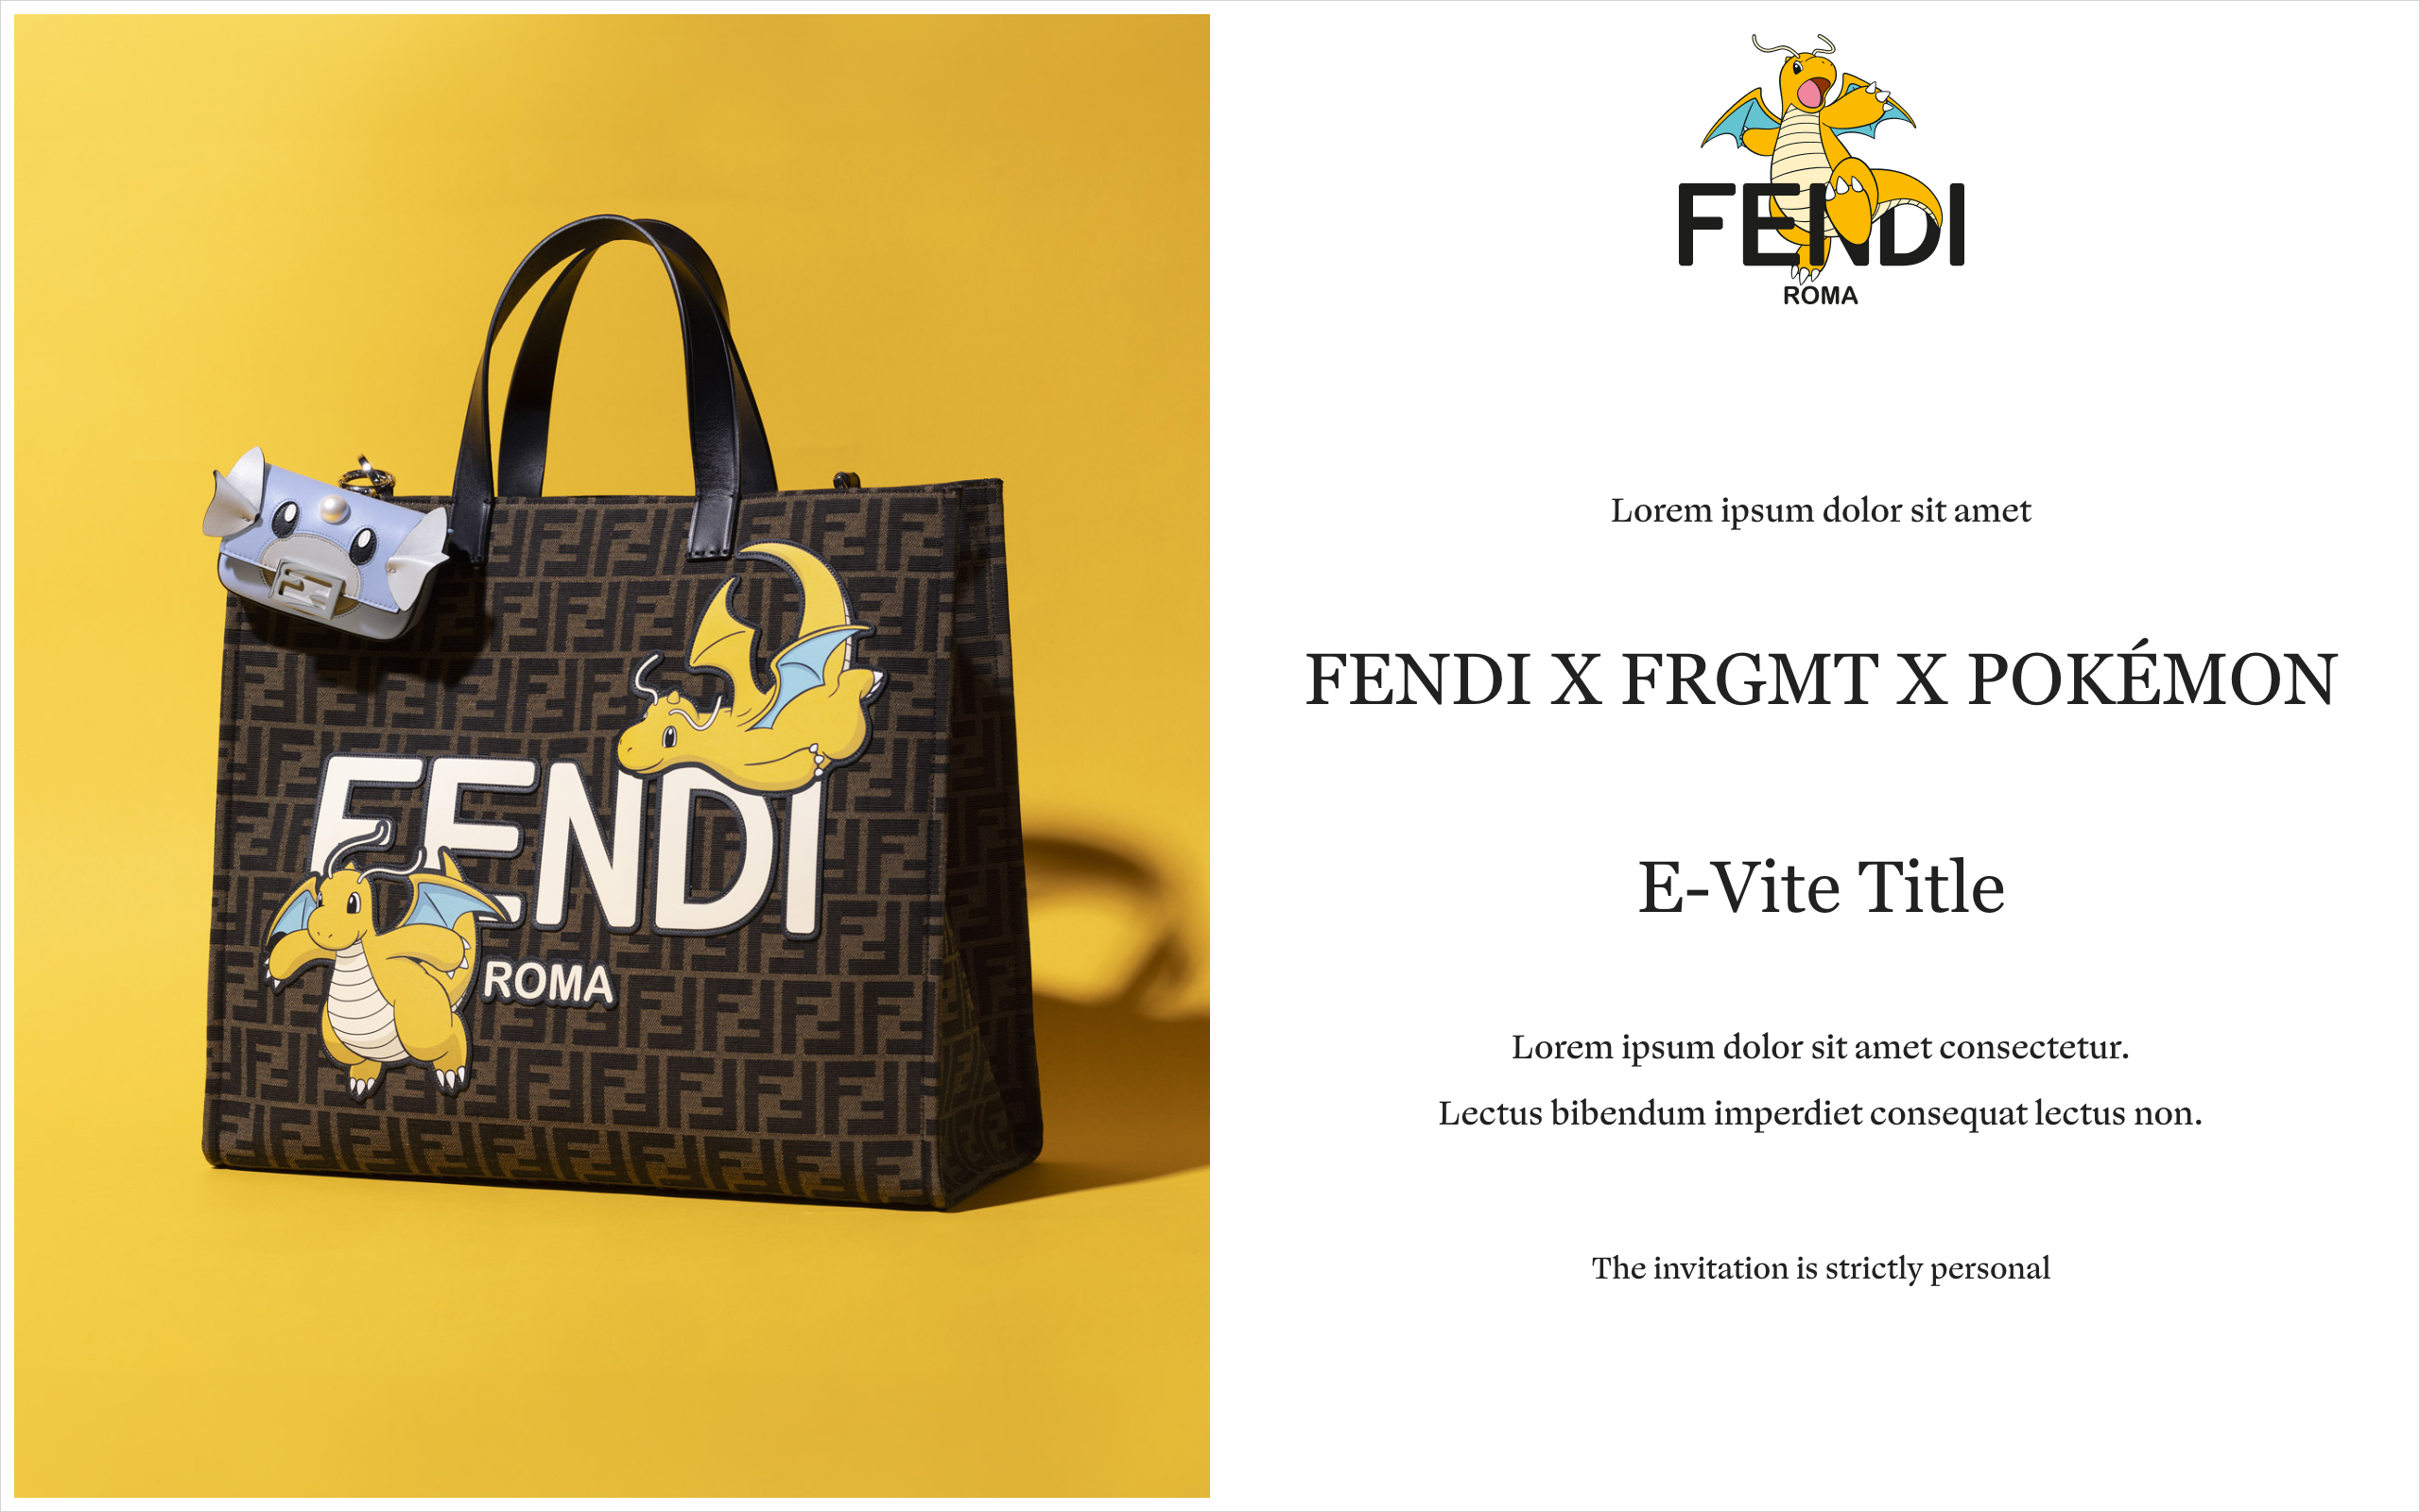 FENDI
ROMA
FENDI
ROMA
Lorem ipsum dolor sit amet
FENDI X FRGMT X POKÉMON
E-Vite Title
Lorem ipsum dolor sit amet consectetur.
Lectus bibendum imperdiet consequat lectus non.
The invitation is strictly personal